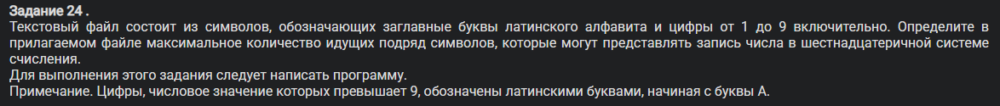 Задание 24 .
Текстовый файл состоит из символов, обозначающих заглавные буквы латинского алфавита и цифры от 1 до 9 включительно. Определите в
прилагаемом файле максимальное количество идущих подряд символов, которые могут представлять запись числа в шестнадцатеричной системе
счисления.
Для выполнения этого задания следует написать программу.
Примечание. Цифры, числовое значение которых превышает 9, обозначены латинскими буквами, начиная с буквы А.